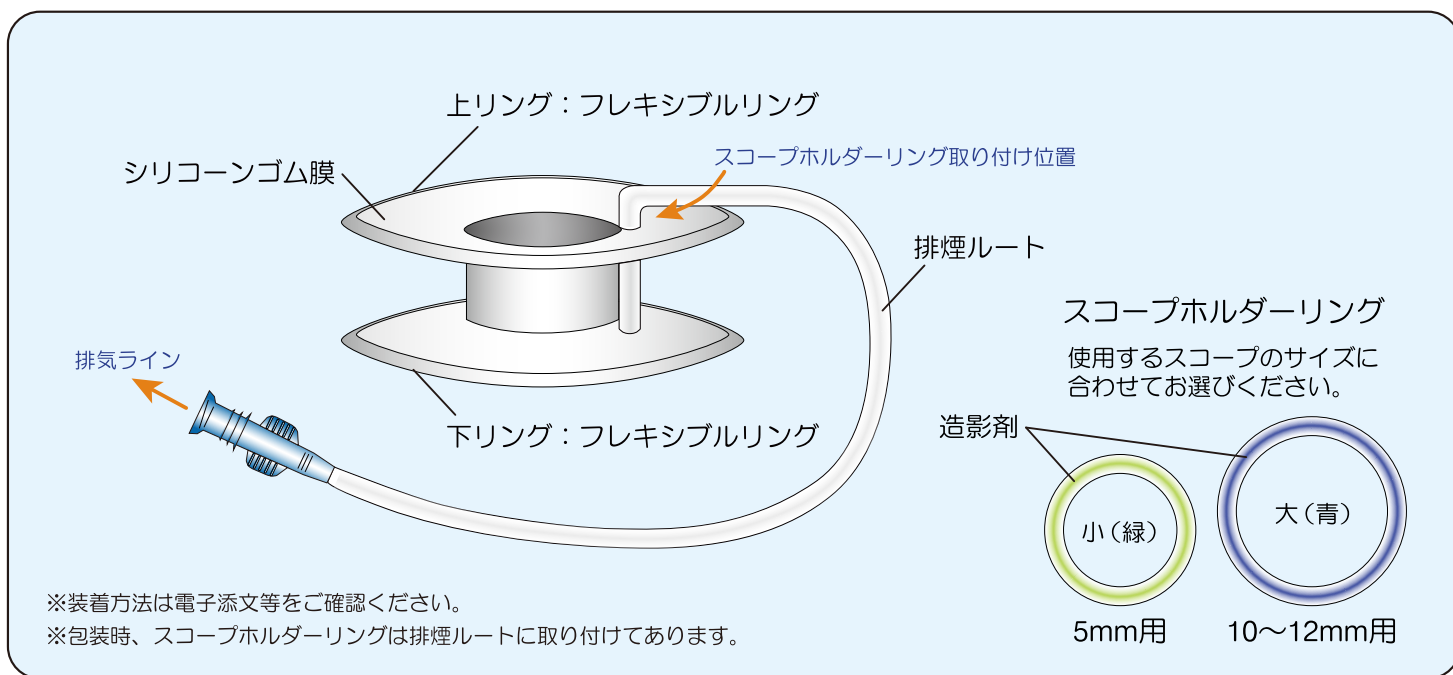 上リング：フレキシブルリング
スコープホルダーリング取り付け位置
シリコーンゴム膜
排煙ルート
スコープホルダーリング
使用するスコープのサイズに
合わせてお選びください。
排気ライン
下リング：フレキシブルリング
造影剤
小（緑）
大（青）
5mm用
10〜12mm用
※装着方法は電子添文等をご確認ください。
※包装時、スコープホルダーリングは排煙ルートに取り付けてあります。